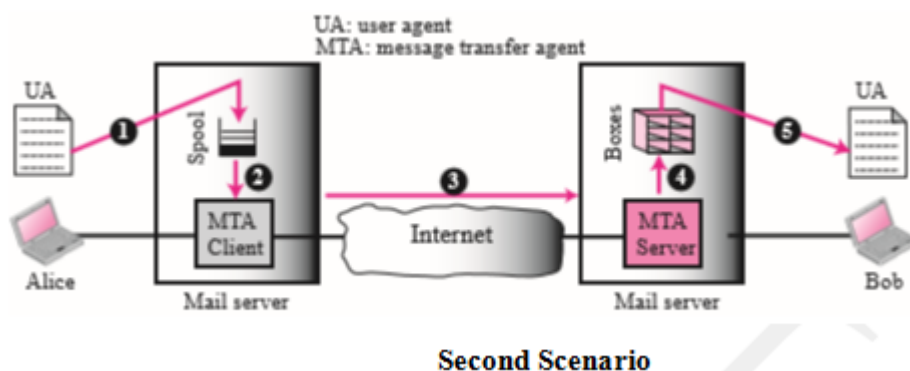 UA: user agent
MTA: message transfer agent
UA
UA
1
Spool
2
3
Boxes
4
5
MTA
Client
Internet
MTA
Server
Alice
Bob
Mail server
Mail server
Second Scenario